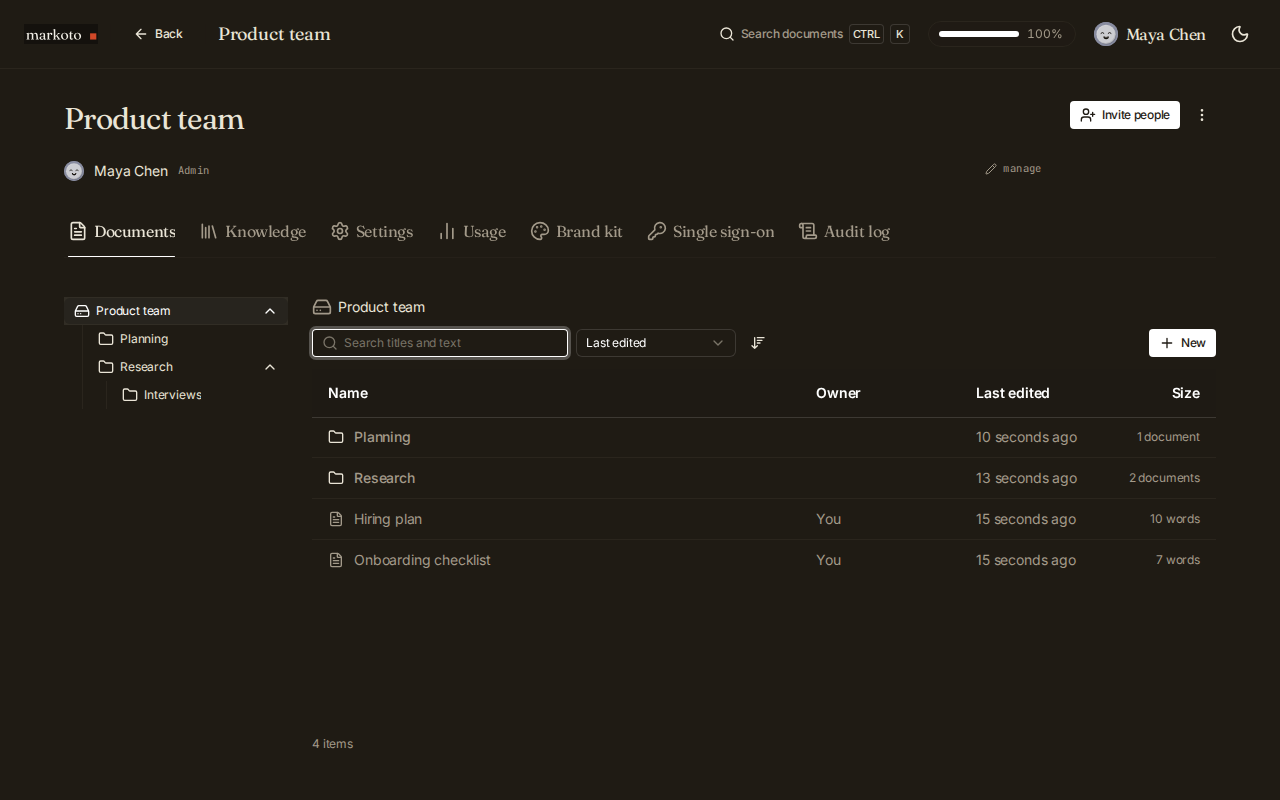 markoto
Back
Product team
Search documents CTRL K
100%
Maya Chen
Product team
Invite people
Maya Chen Admin
manage
Documents
Knowledge
Settings
Usage
Brand kit
Single sign-on
Audit log
Product team
Planning
Research
Interviews
Product team
Search titles and text
Last edited
New
Name Owner Last edited Size
Planning 10 seconds ago 1 document
Research 13 seconds ago 2 documents
Hiring plan You 15 seconds ago 10 words
Onboarding checklist You 15 seconds ago 7 words
4 items